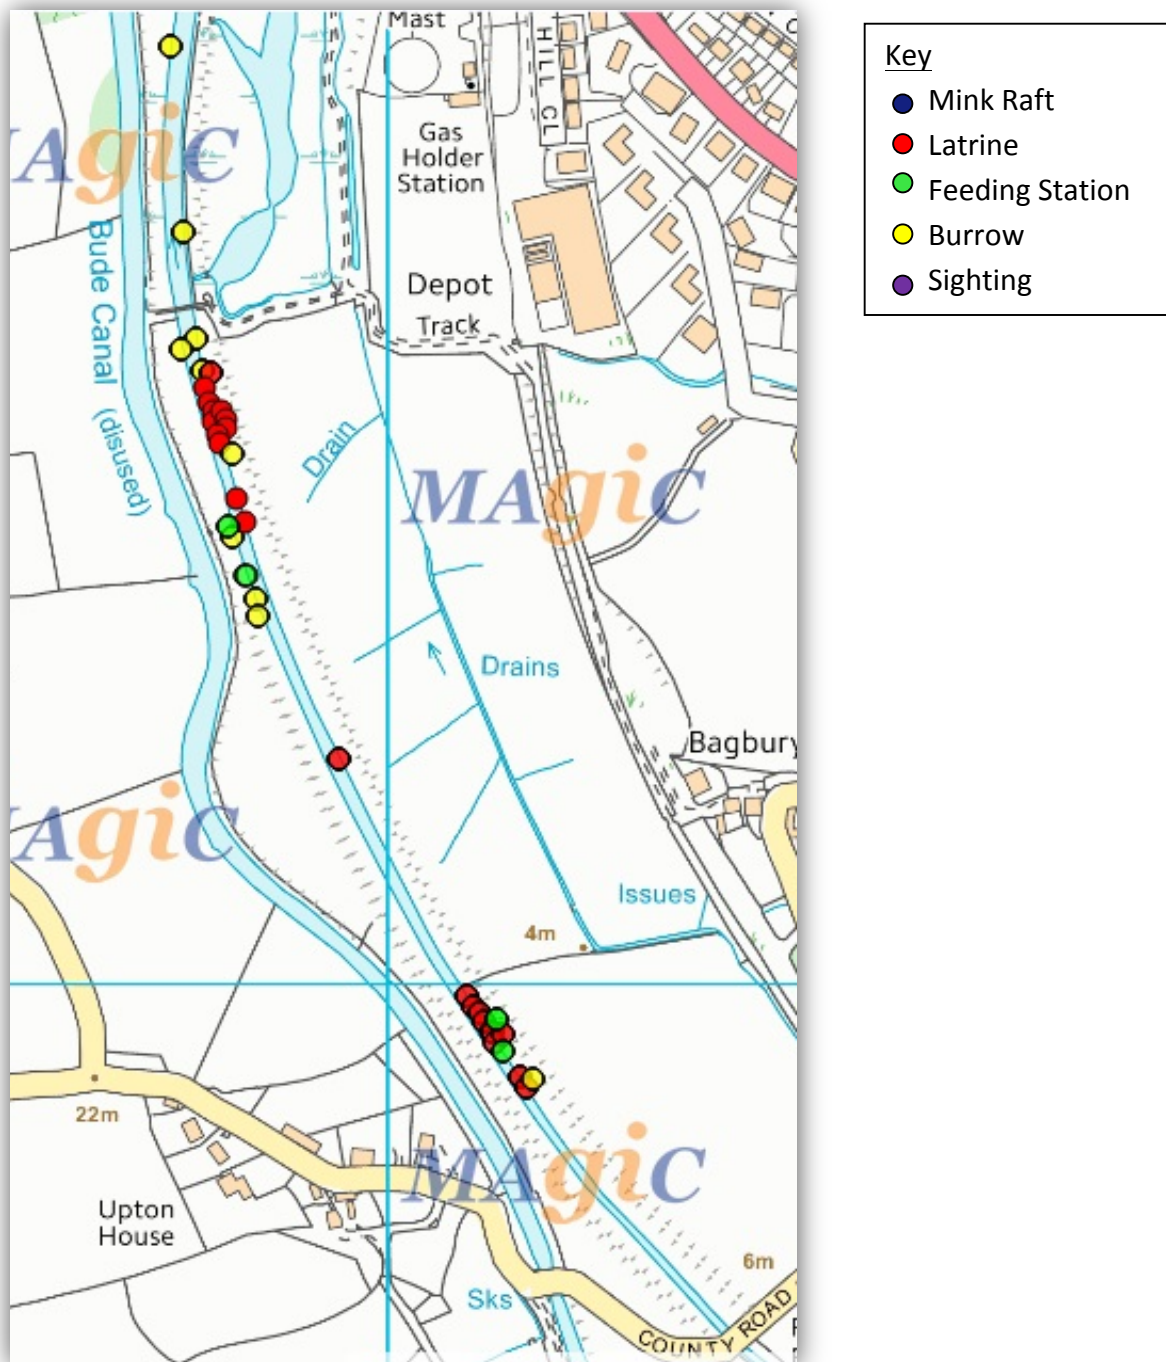 Mast
HILL CL
Gas
Holder
Station
MAgiC
Bude Canal (disused)
Depot
Track
Drain
MAgiC
Drains
Bagbury
MAgiC
Issues
4m
22m
MAgiC
Upton
House
6m
Sks
COUNTY ROAD
Key
Mink Raft
Latrine
Feeding Station
Burrow
Sighting